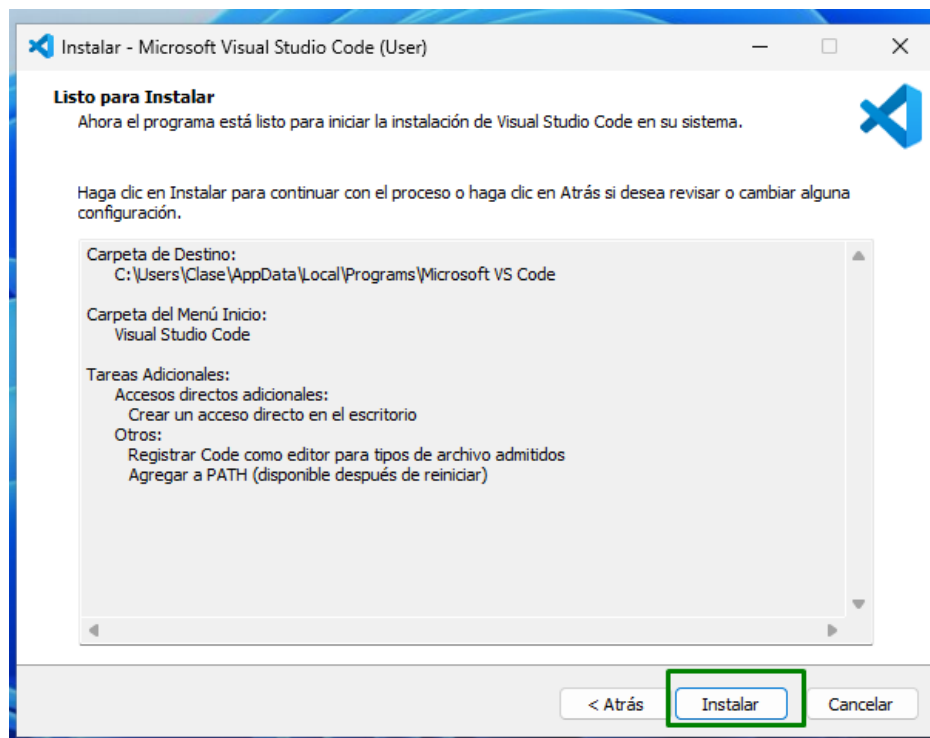 Instalar - Microsoft Visual Studio Code (User)
Listo para Instalar
Ahora el programa está listo para iniciar la instalación de Visual Studio Code en su sistema.
Haga clic en Instalar para continuar con el proceso o haga clic en Atrás si desea revisar o cambiar alguna
configuración.
Carpeta de Destino:
C:\Users\Clase\AppData\Local\Programs\Microsoft VS Code
Carpeta del Menú Inicio:
Visual Studio Code
Tareas Adicionales:
Accesos directos adicionales:
Crear un acceso directo en el escritorio
Otros:
Registrar Code como editor para tipos de archivo admitidos
Agregar a PATH (disponible después de reiniciar)
< Atrás Instalar Cancelar